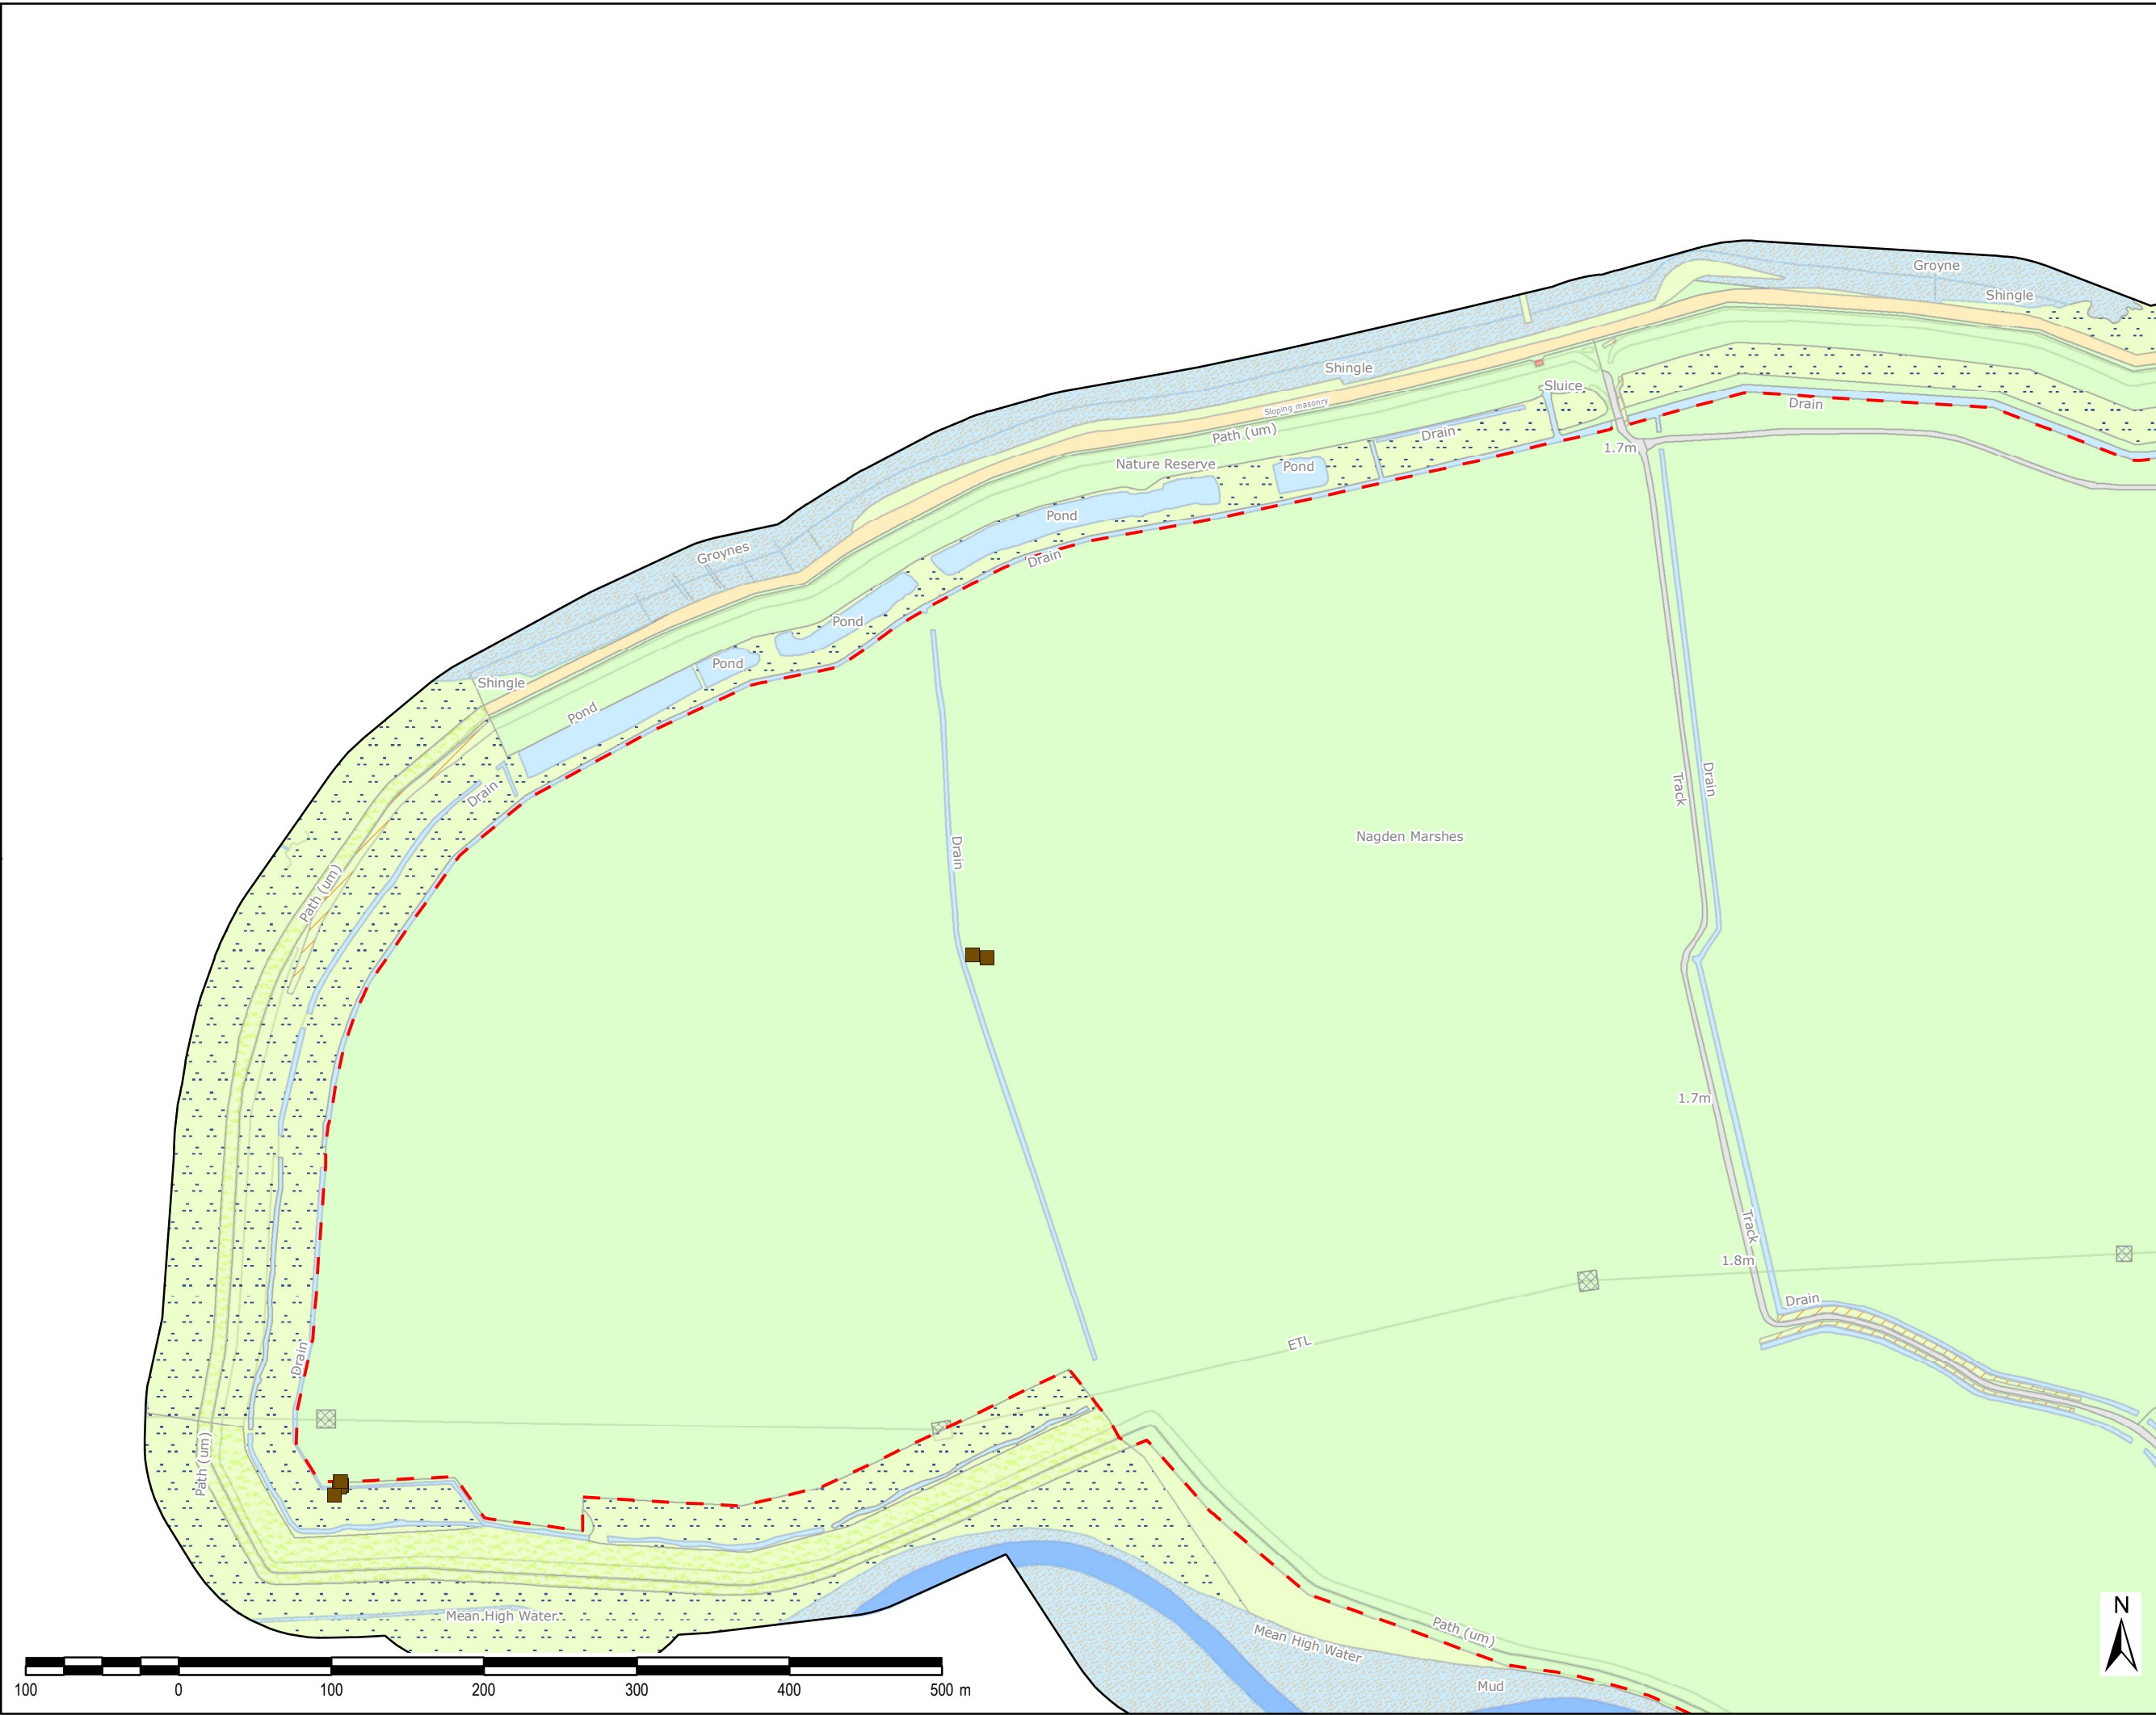 Groyne
Shingle
Shingle
Sluice
Sloping masonry
Drain
Path (um)
Drain
1.7m
Nature Reserve
Pond
Pond
Groynes
Drain
Pond
Pond
Shingle
Pond
Drain
Track
Drain
Nagden Marshes
Drain
Path (um)
1.7m
Track
1.8m
Drain
ETL
Drain
Path (um)
Mean High Water
Path (um)
Mean High Water
Mud
N
100 0 100 200 300 400 500 m